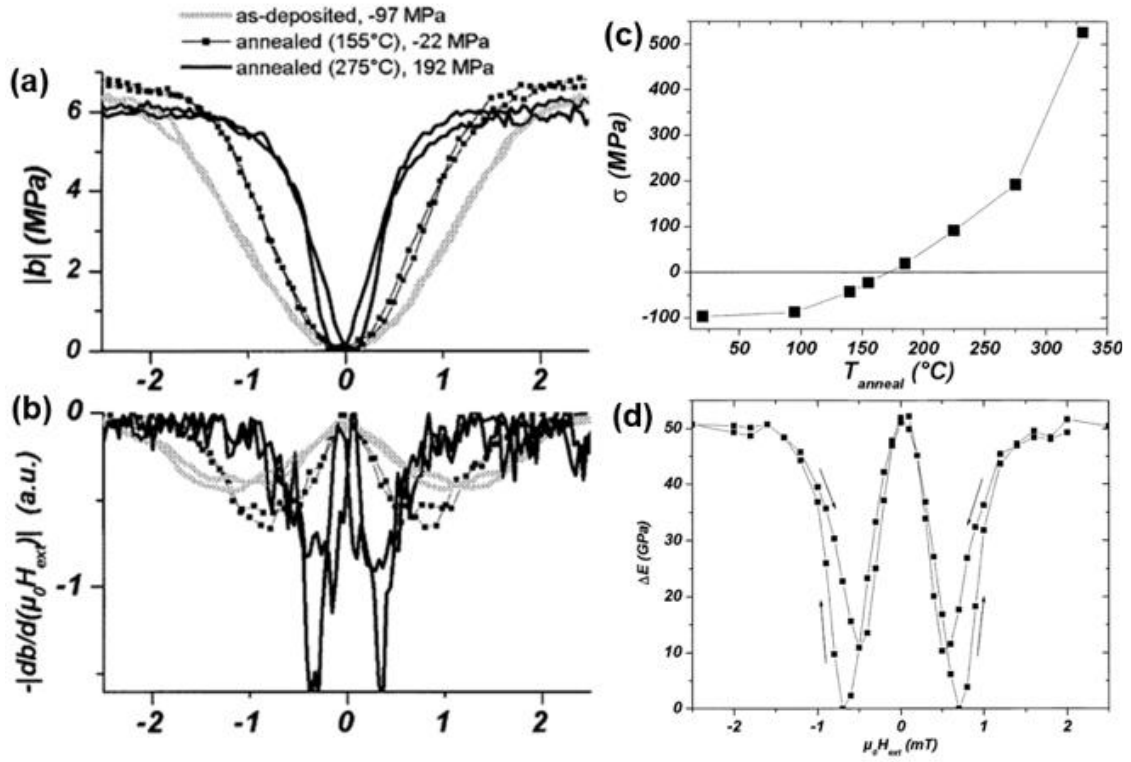 as-deposited, -97 MPa
annealed (155°C), -22 MPa
annealed (275°C), 192 MPa
(a)
6
4
2
0
|b| (MPa)
-2 -1 0 1 2
(b)
0
-1
-|db/d(μ₀Hₑₓₜ)| (a.u.)
-2 -1 0 1 2
(c)
500
400
300
200
100
0
-100
σ (MPa)
50 100 150 200 250 300 350
T_anneal (°C)
(d)
50
40
30
20
10
0
ΔE (GPa)
-2 -1 0 1 2
μ₀Hₑₓₜ (mT)